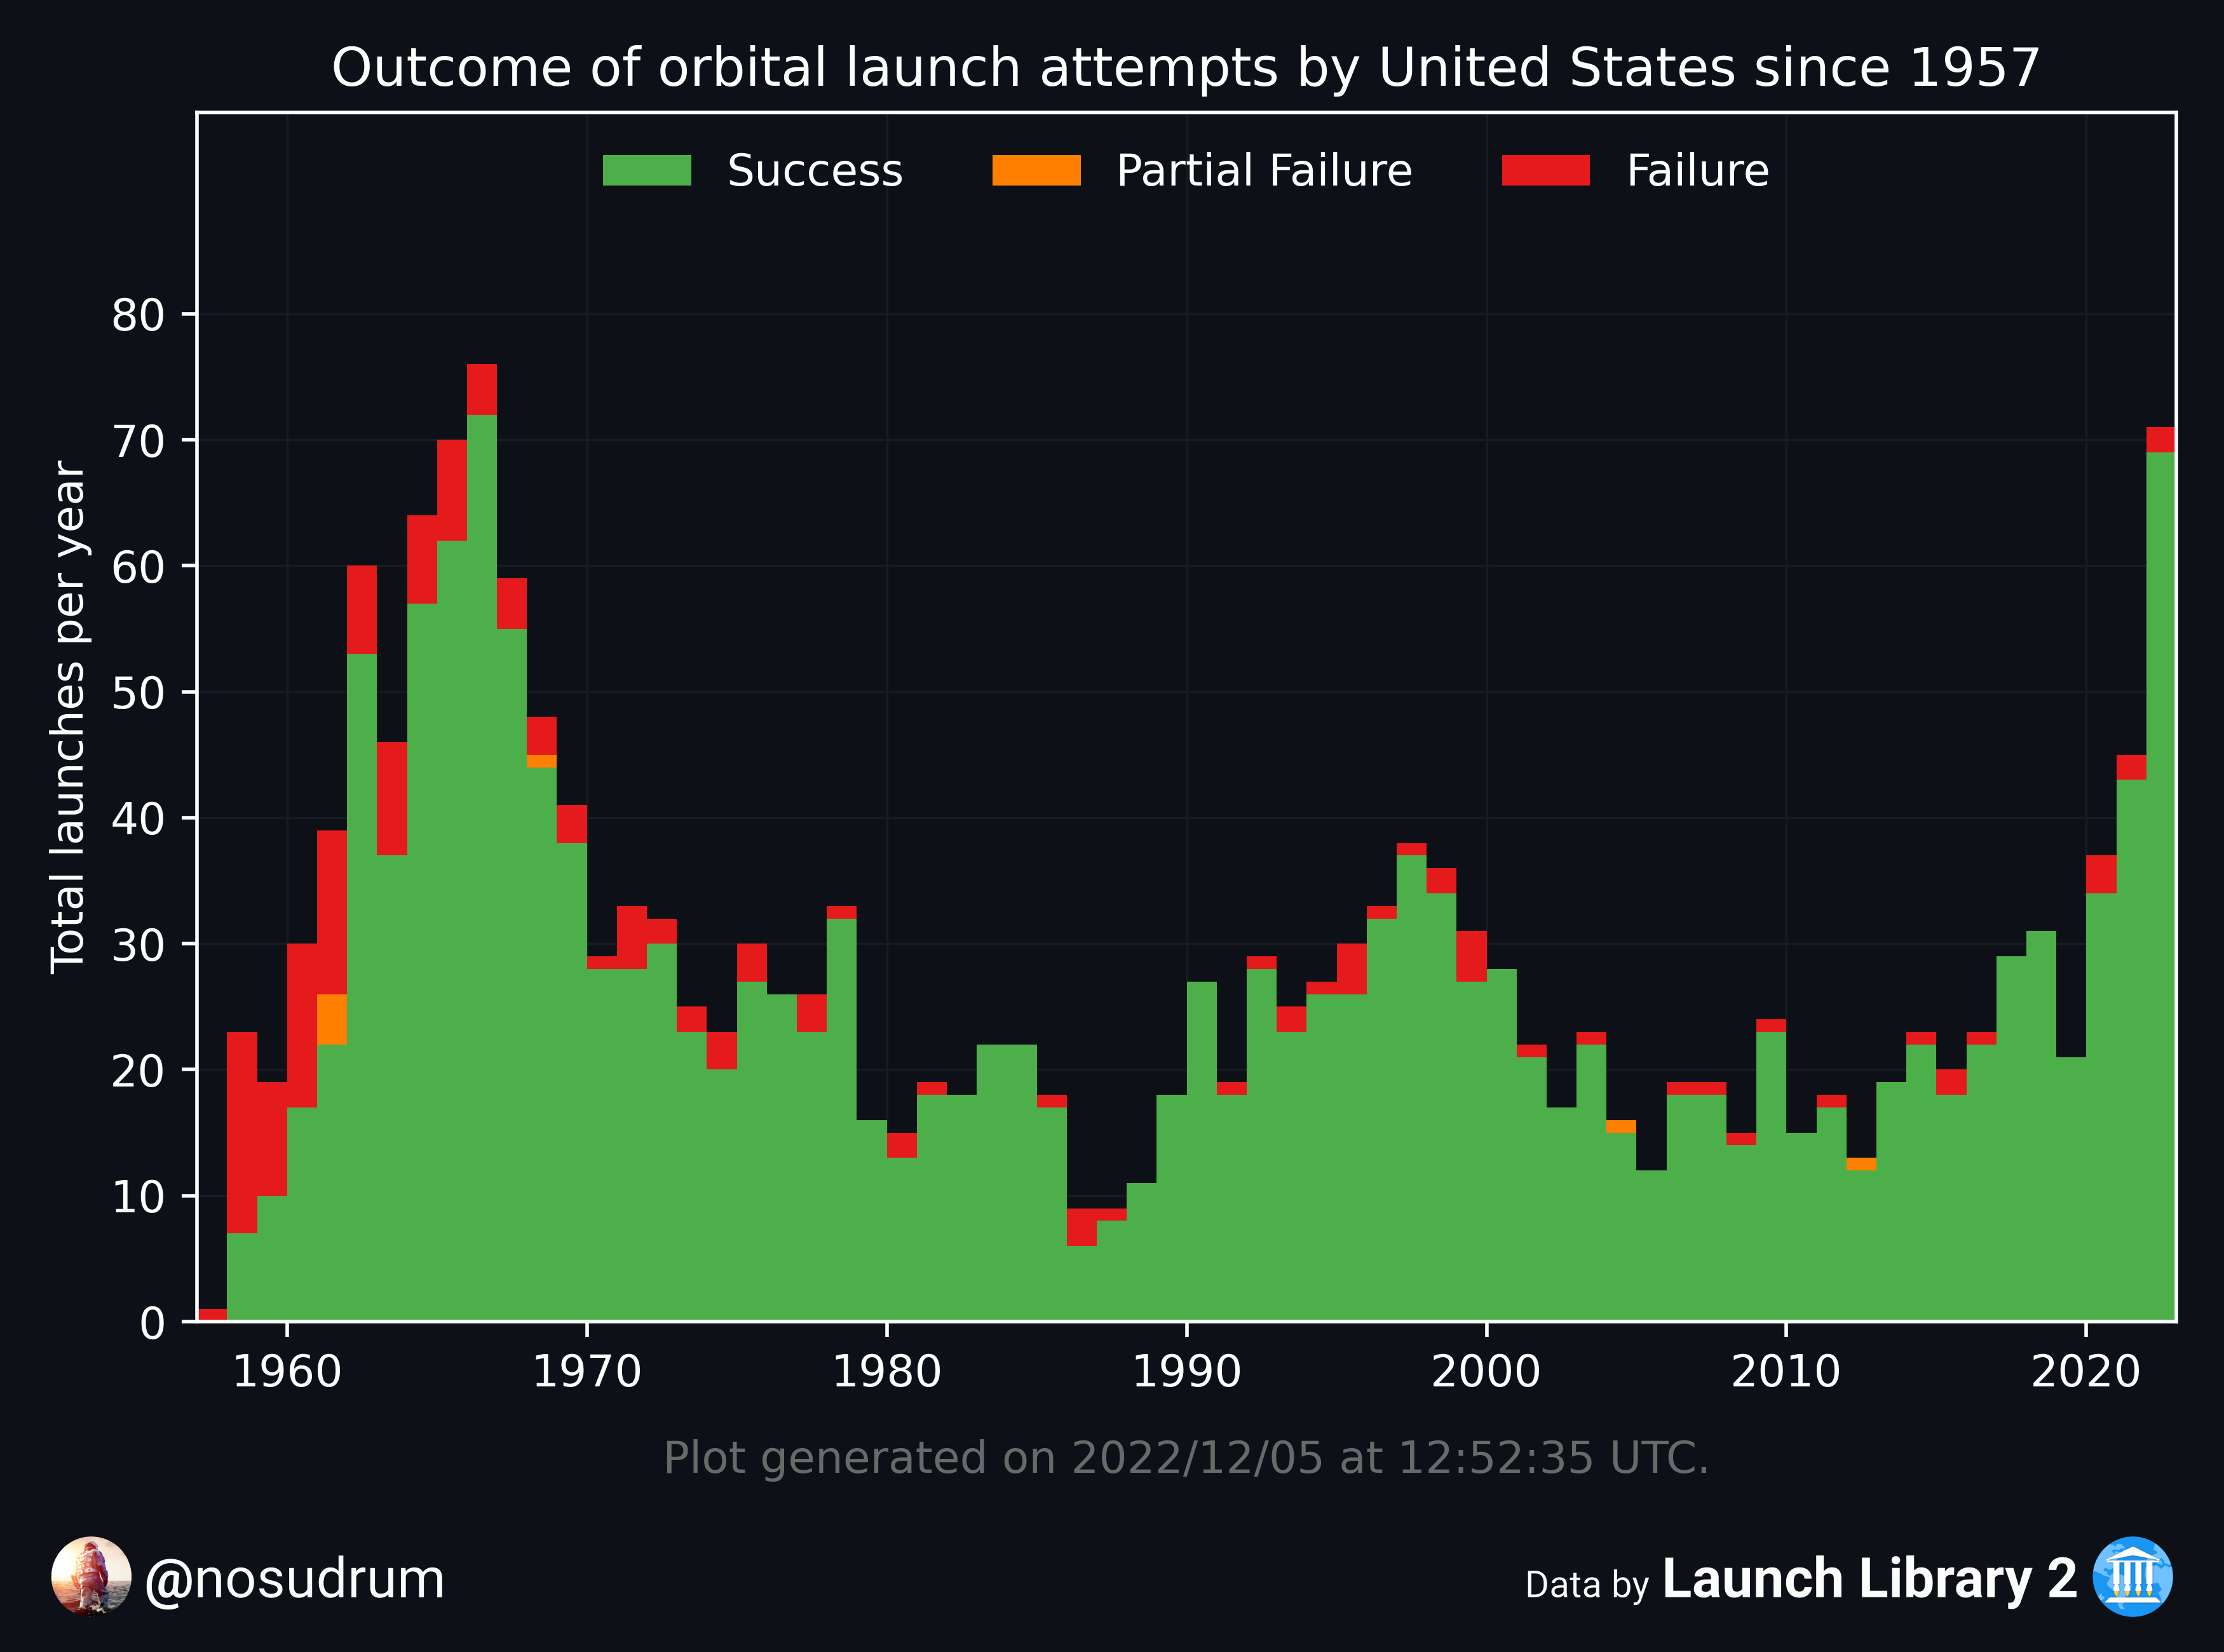 Outcome of orbital launch attempts by United States since 1957
Success Partial Failure Failure
Total launches per year
80
70
60
50
40
30
20
10
0
1960 1970 1980 1990 2000 2010 2020
Plot generated on 2022/12/05 at 12:52:35 UTC.
@nosudrum
Data by Launch Library 2